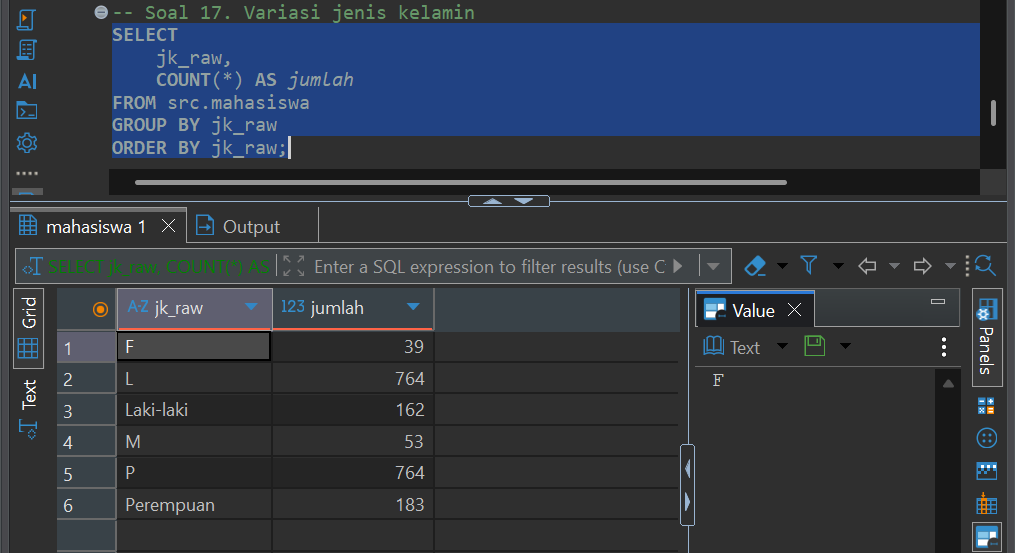 -- Soal 17. Variasi jenis kelamin
SELECT
jk_raw,
COUNT(*) AS jumlah
FROM src.mahasiswa
GROUP BY jk_raw
ORDER BY jk_raw;
AI
mahasiswa 1
Output
SELECT jk_raw, COUNT(*) AS
Enter a SQL expression to filter results (use C
Grid
Text
A-Z jk_raw
123 jumlah
1 F 39
2 L 764
3 Laki-laki 162
4 M 53
5 P 764
6 Perempuan 183
Value
Text
F
Panels